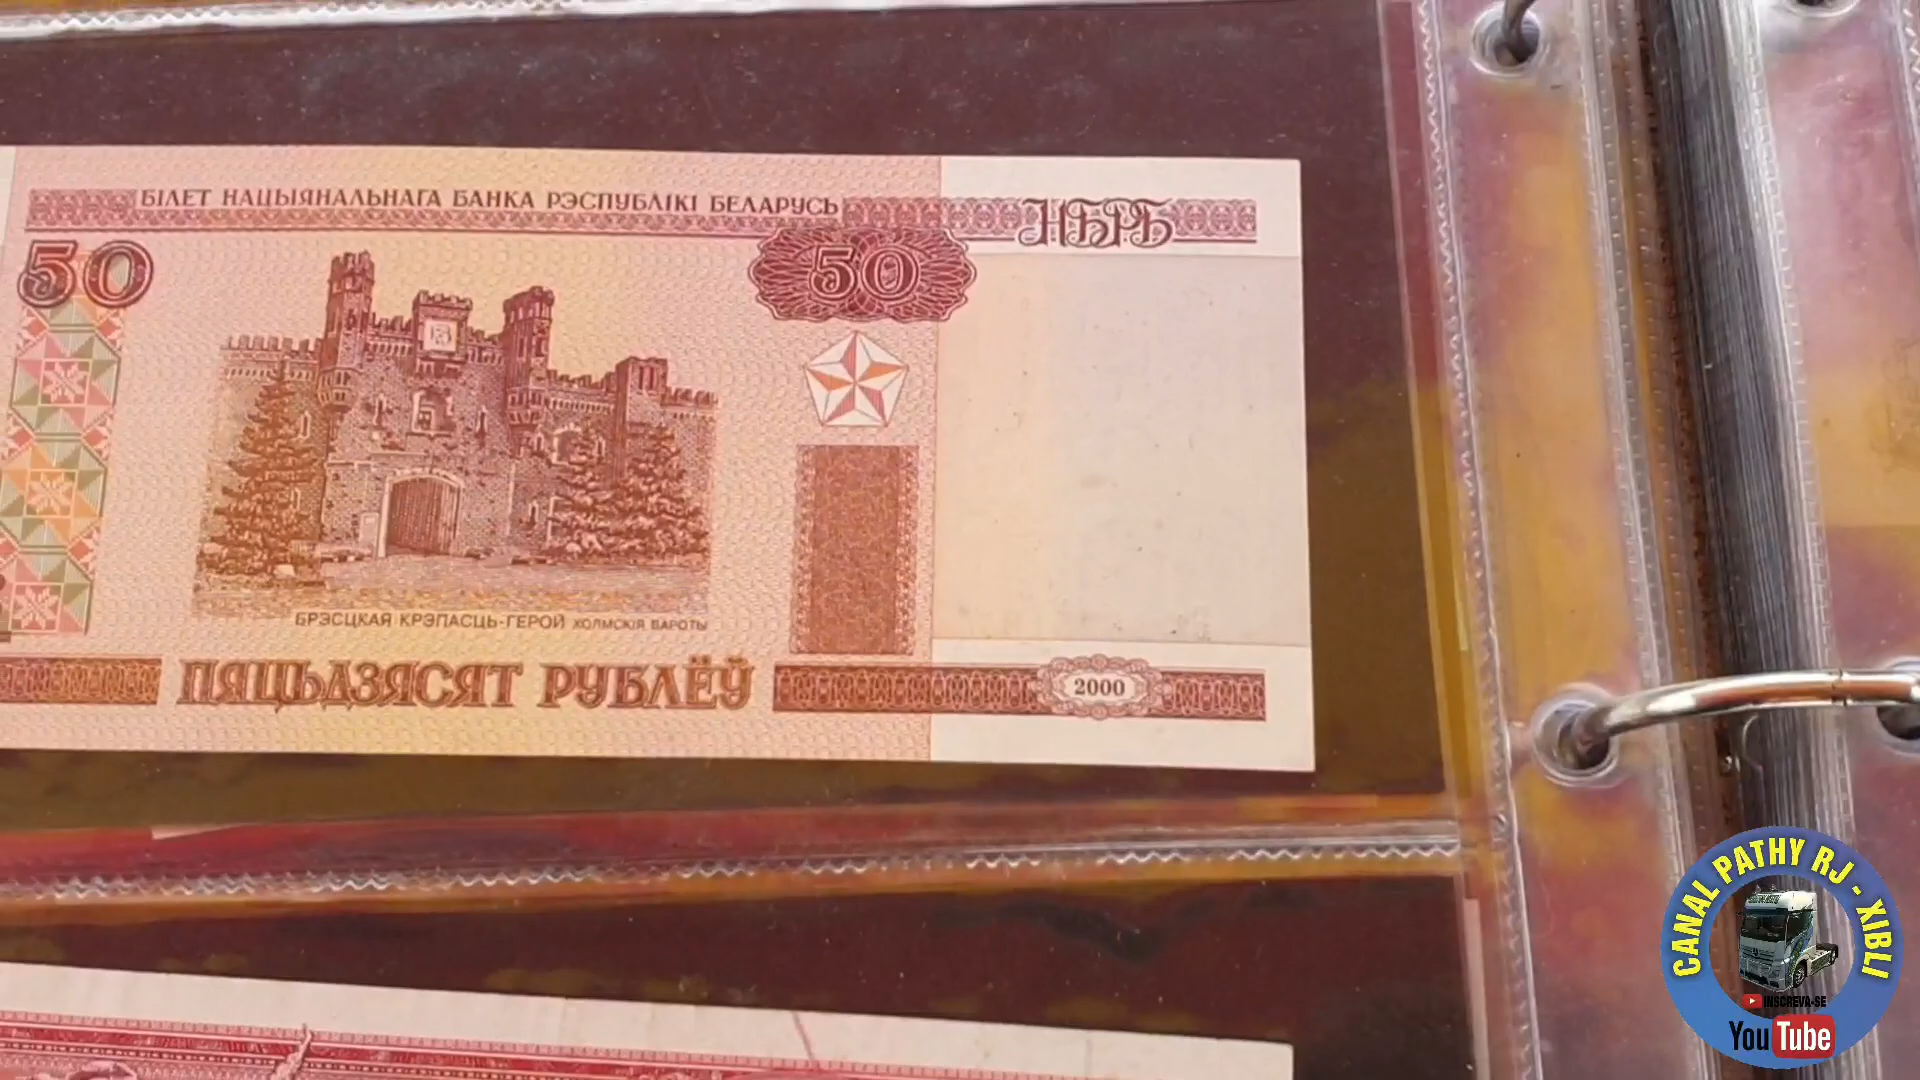 БІЛЕТ НАЦЫЯНАЛЬНАГА БАНКА РЭСПУБЛІКІ БЕЛАРУСЬ
НБРБ
50
50
БРЭСЦКАЯ КРЭПАСЦЬ-ГЕРОЙ ХОЛМСКІЯ ВАРОТЫ
ПЯЦЬДЗЯСЯТ РУБЛЁЎ
2000
CANAL PATHY RJ - XIBLI
INSCREVA-SE
YouTube